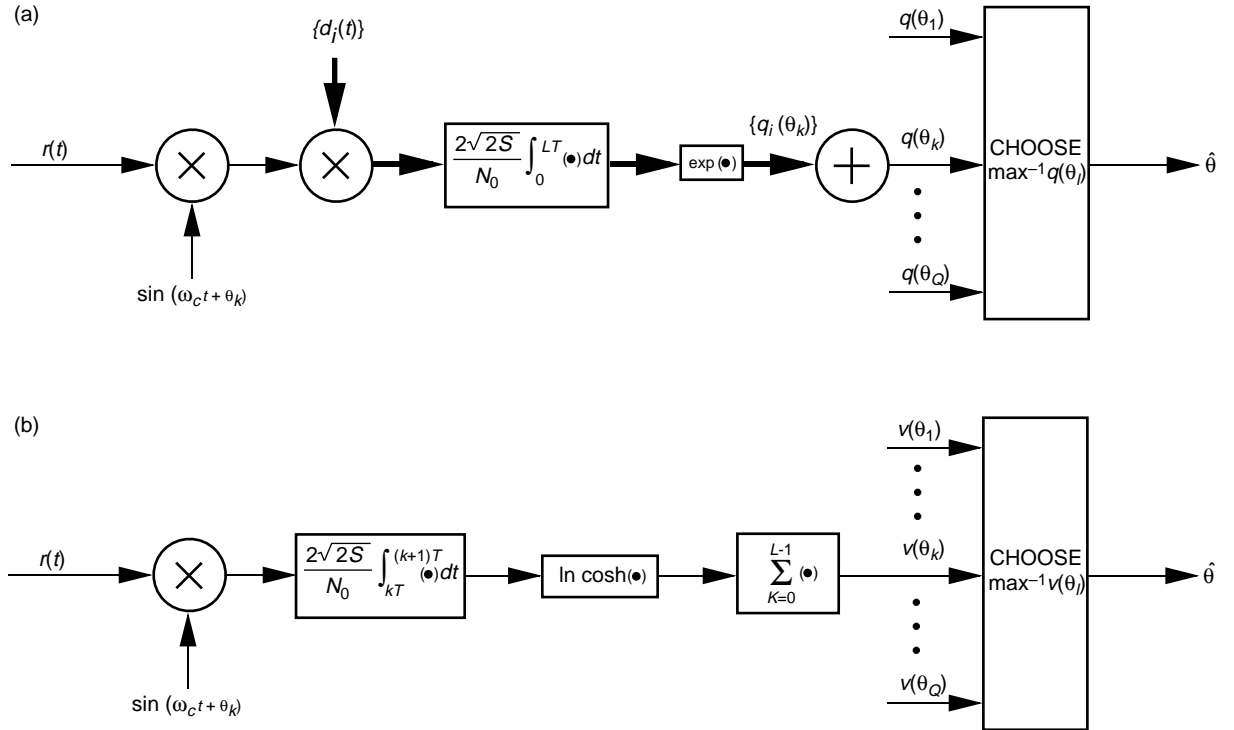 (a)
{d_i(t)}
r(t)
×
×
sin (ω_c t + θ_k)
2√2S / N_0 ∫_0^{LT} (•) dt
exp (•)
{q_i (θ_k)}
+
q(θ_1)
q(θ_k)
q(θ_Q)
CHOOSE
max^{–1} q(θ_l)
θ̂
(b)
r(t)
×
sin (ω_c t + θ_k)
2√2S / N_0 ∫_{kT}^{(k+1)T} (•) dt
ln cosh(•)
L-1
∑ (•)
K=0
v(θ_1)
v(θ_k)
v(θ_Q)
CHOOSE
max^{–1} v(θ_l)
θ̂